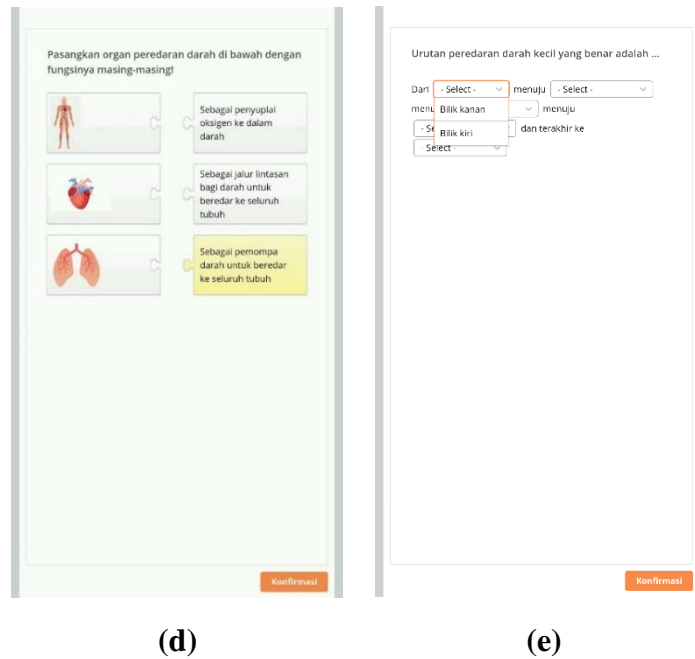 Pasangkan organ peredaran darah di bawah dengan
fungsinya masing-masing!
Sebagai penyuplai
oksigen ke dalam
darah
Sebagai jalur lintasan
bagi darah untuk
beredar ke seluruh
tubuh
Sebagai pemompa
darah untuk beredar
ke seluruh tubuh
Konfirmasi
(d)
Urutan peredaran darah kecil yang benar adalah ...
Dari - Select - menuju - Select -
menuju
Bilik kanan
Bilik kiri
dan terakhir ke
- Select -
Konfirmasi
(e)